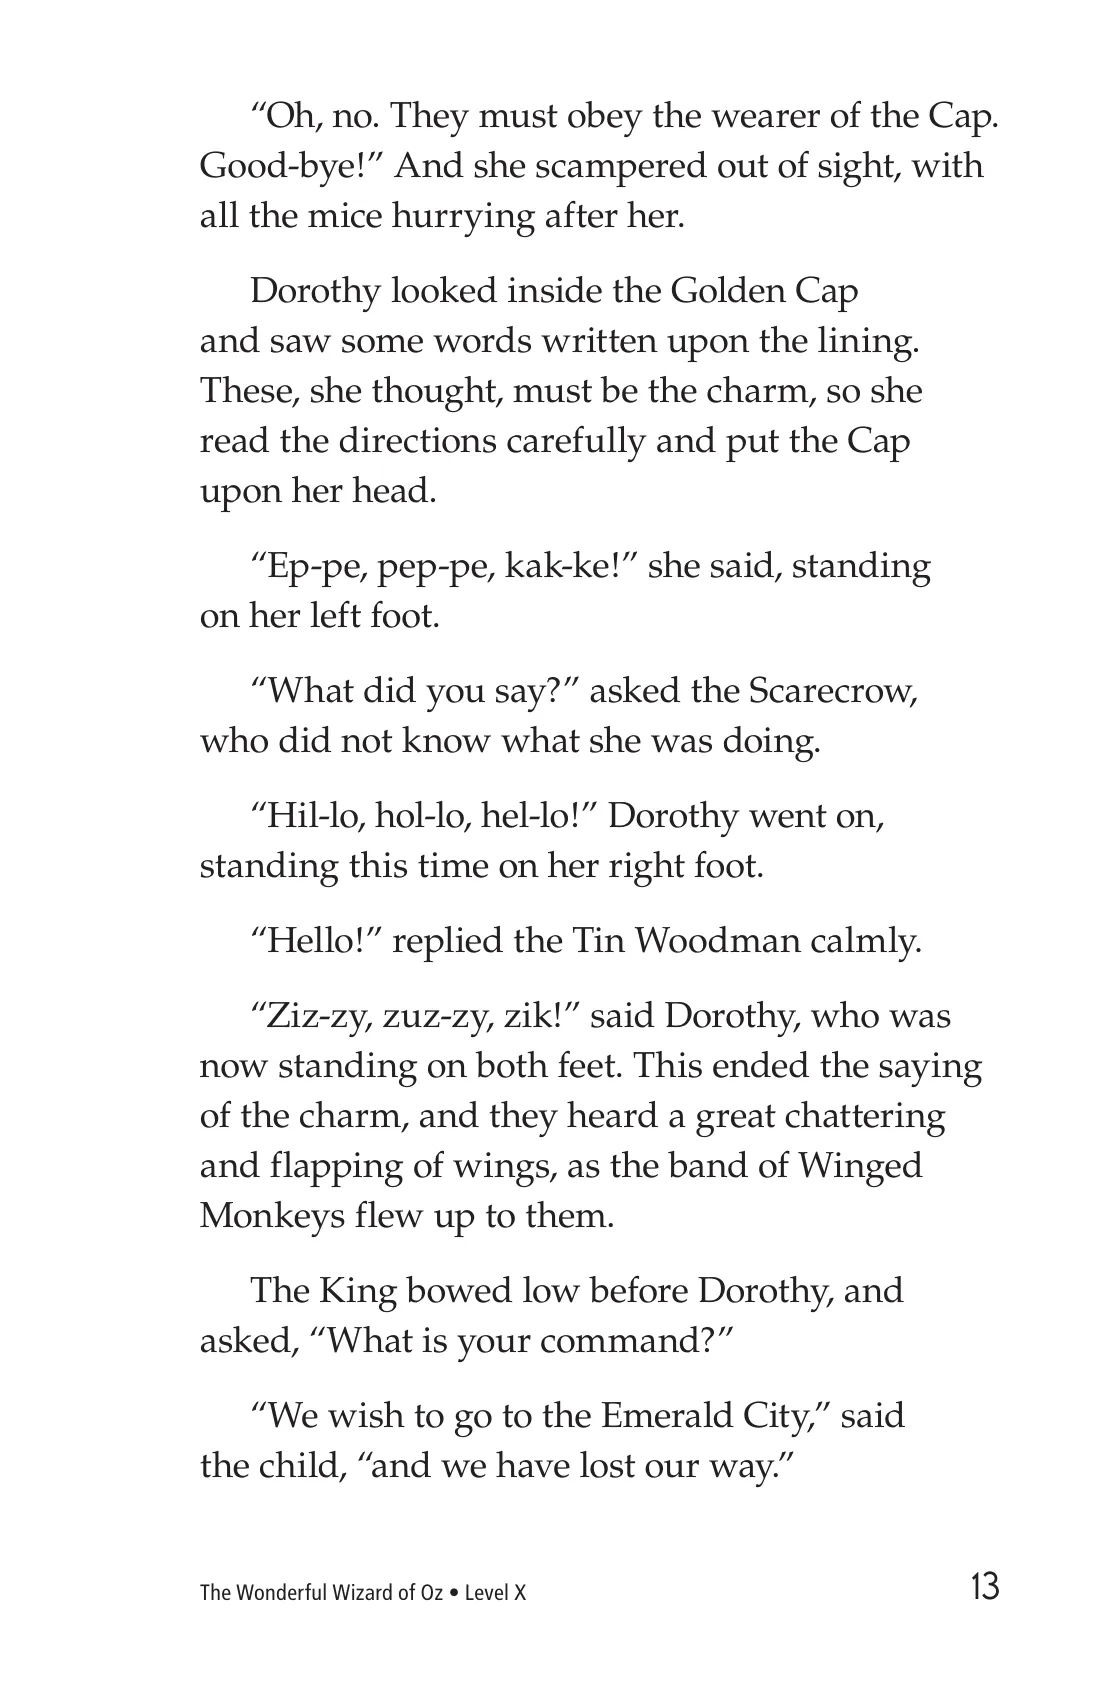 “Oh, no. They must obey the wearer of the Cap.
Good-bye!” And she scampered out of sight, with
all the mice hurrying after her.
Dorothy looked inside the Golden Cap
and saw some words written upon the lining.
These, she thought, must be the charm, so she
read the directions carefully and put the Cap
upon her head.
“Ep-pe, pep-pe, kak-ke!” she said, standing
on her left foot.
“What did you say?” asked the Scarecrow,
who did not know what she was doing.
“Hil-lo, hol-lo, hel-lo!” Dorothy went on,
standing this time on her right foot.
“Hello!” replied the Tin Woodman calmly.
“Ziz-zy, zuz-zy, zik!” said Dorothy, who was
now standing on both feet. This ended the saying
of the charm, and they heard a great chattering
and flapping of wings, as the band of Winged
Monkeys flew up to them.
The King bowed low before Dorothy, and
asked, “What is your command?”
“We wish to go to the Emerald City,” said
the child, “and we have lost our way.”
The Wonderful Wizard of Oz • Level X
13